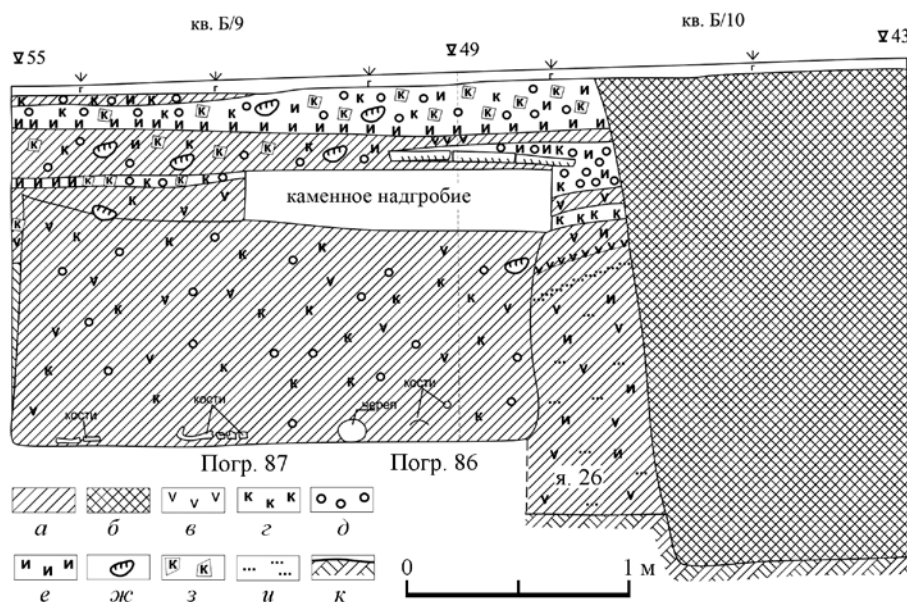 кв. Б/9
кв. Б/10
55
49
43
каменное надгробие
кости
кости
череп
кости
Погр. 87
Погр. 86
я. 26
а б в г д
е ж з и к
0 1 м